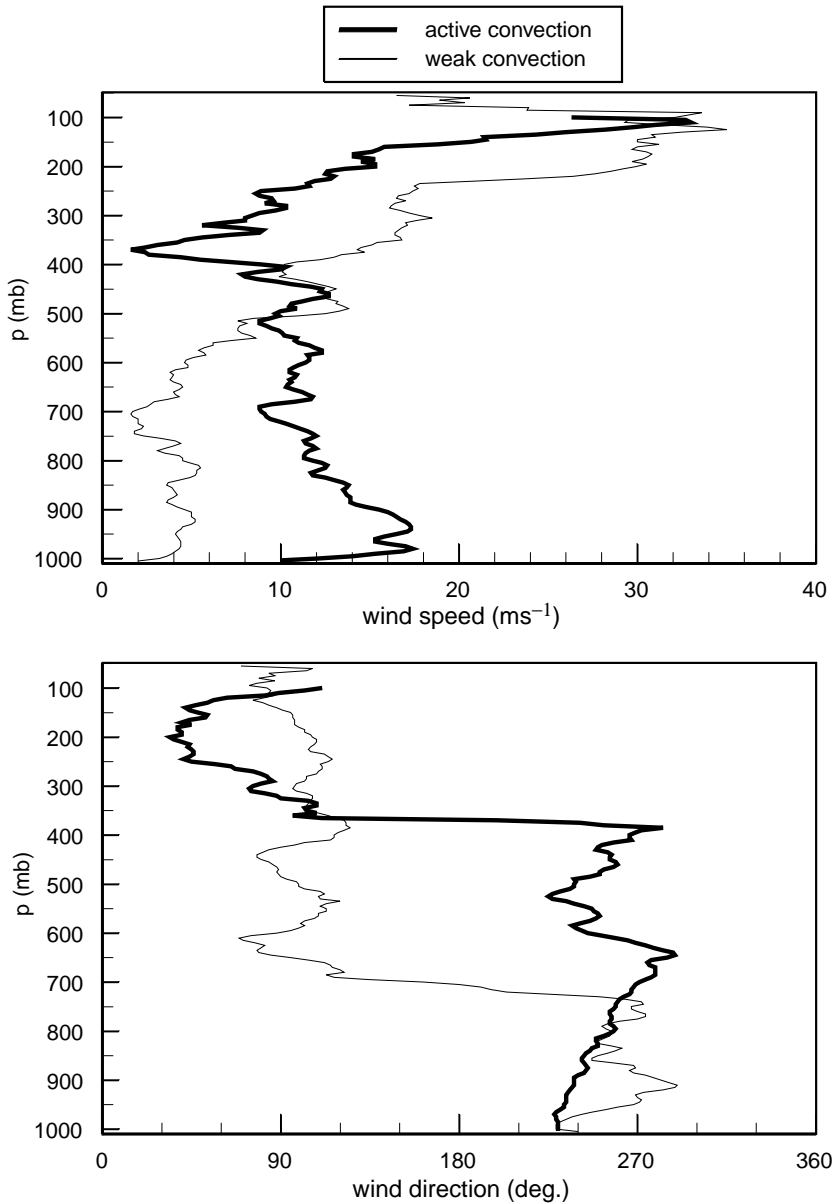 active convection
weak convection
100
200
300
400
500
600
700
800
900
1000
p (mb)
0 10 20 30 40
wind speed (ms−1)
100
200
300
400
500
600
700
800
900
1000
p (mb)
0 90 180 270 360
wind direction (deg.)